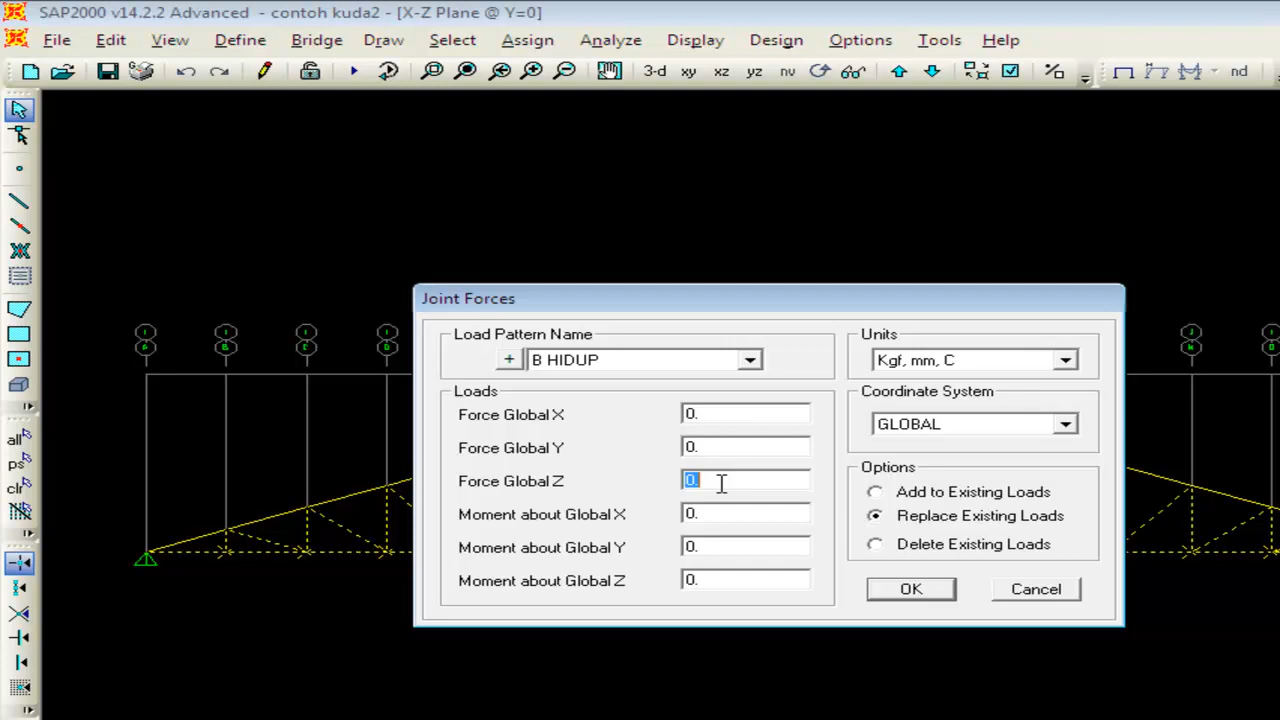 SAP2000 v14.2.2 Advanced - contoh kuda2 - [X-Z Plane @ Y=0]
File Edit View Define Bridge Draw Select Assign Analyze Display Design Options Tools Help
3-d xy xz yz nv nd
all
ps
clr
Joint Forces
Load Pattern Name
+ B HIDUP
Units
Kgf, mm, C
Loads
Force Global X 0.
Force Global Y 0.
Force Global Z 0.
Moment about Global X 0.
Moment about Global Y 0.
Moment about Global Z 0.
Coordinate System
GLOBAL
Options
Add to Existing Loads
Replace Existing Loads
Delete Existing Loads
OK Cancel